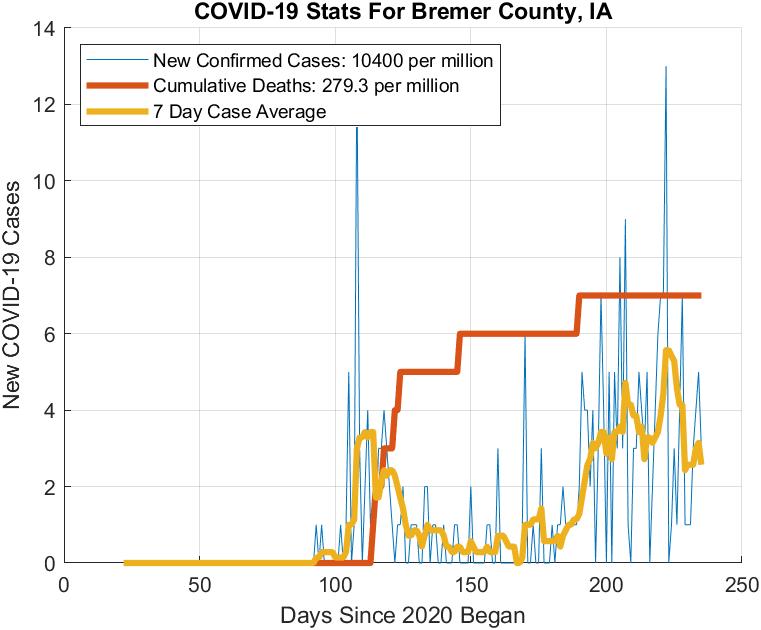 COVID-19 Stats For Bremer County, IA
New Confirmed Cases: 10400 per million
Cumulative Deaths: 279.3 per million
7 Day Case Average
New COVID-19 Cases
14
12
10
8
6
4
2
0
0 50 100 150 200 250
Days Since 2020 Began